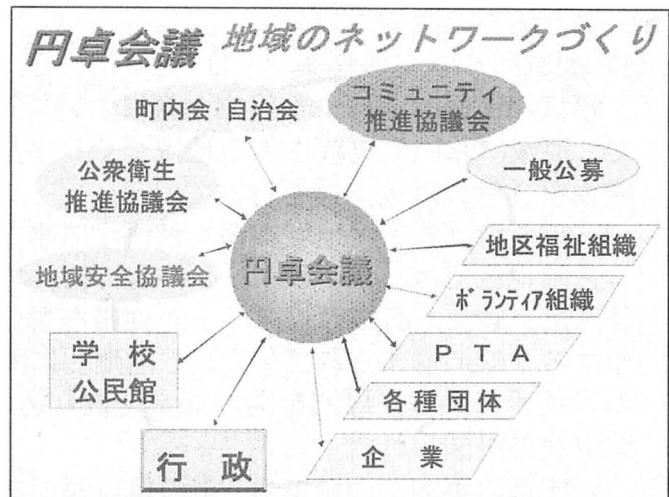 円卓会議 地域のネットワークづくり
町内会・自治会
コミュニティ
推進協議会
公衆衛生
推進協議会
一般公募
地域安全協議会
円卓会議
地区福祉組織
ボランティア組織
学 校
公民館
P T A
各種団体
行 政
企 業